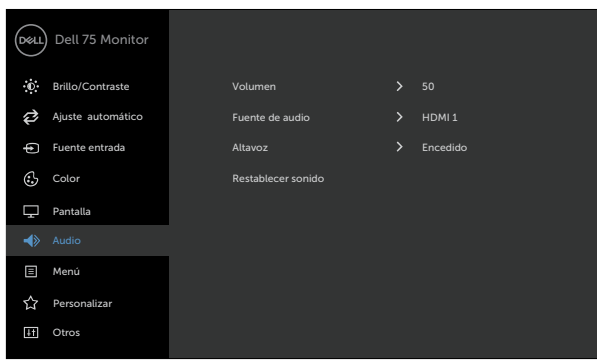 DELL Dell 75 Monitor
Brillo/Contraste
Ajuste automático
Fuente entrada
Color
Pantalla
Audio
Menú
Personalizar
Otros
Volumen 50
Fuente de audio HDMI 1
Altavoz Encedido
Restablecer sonido